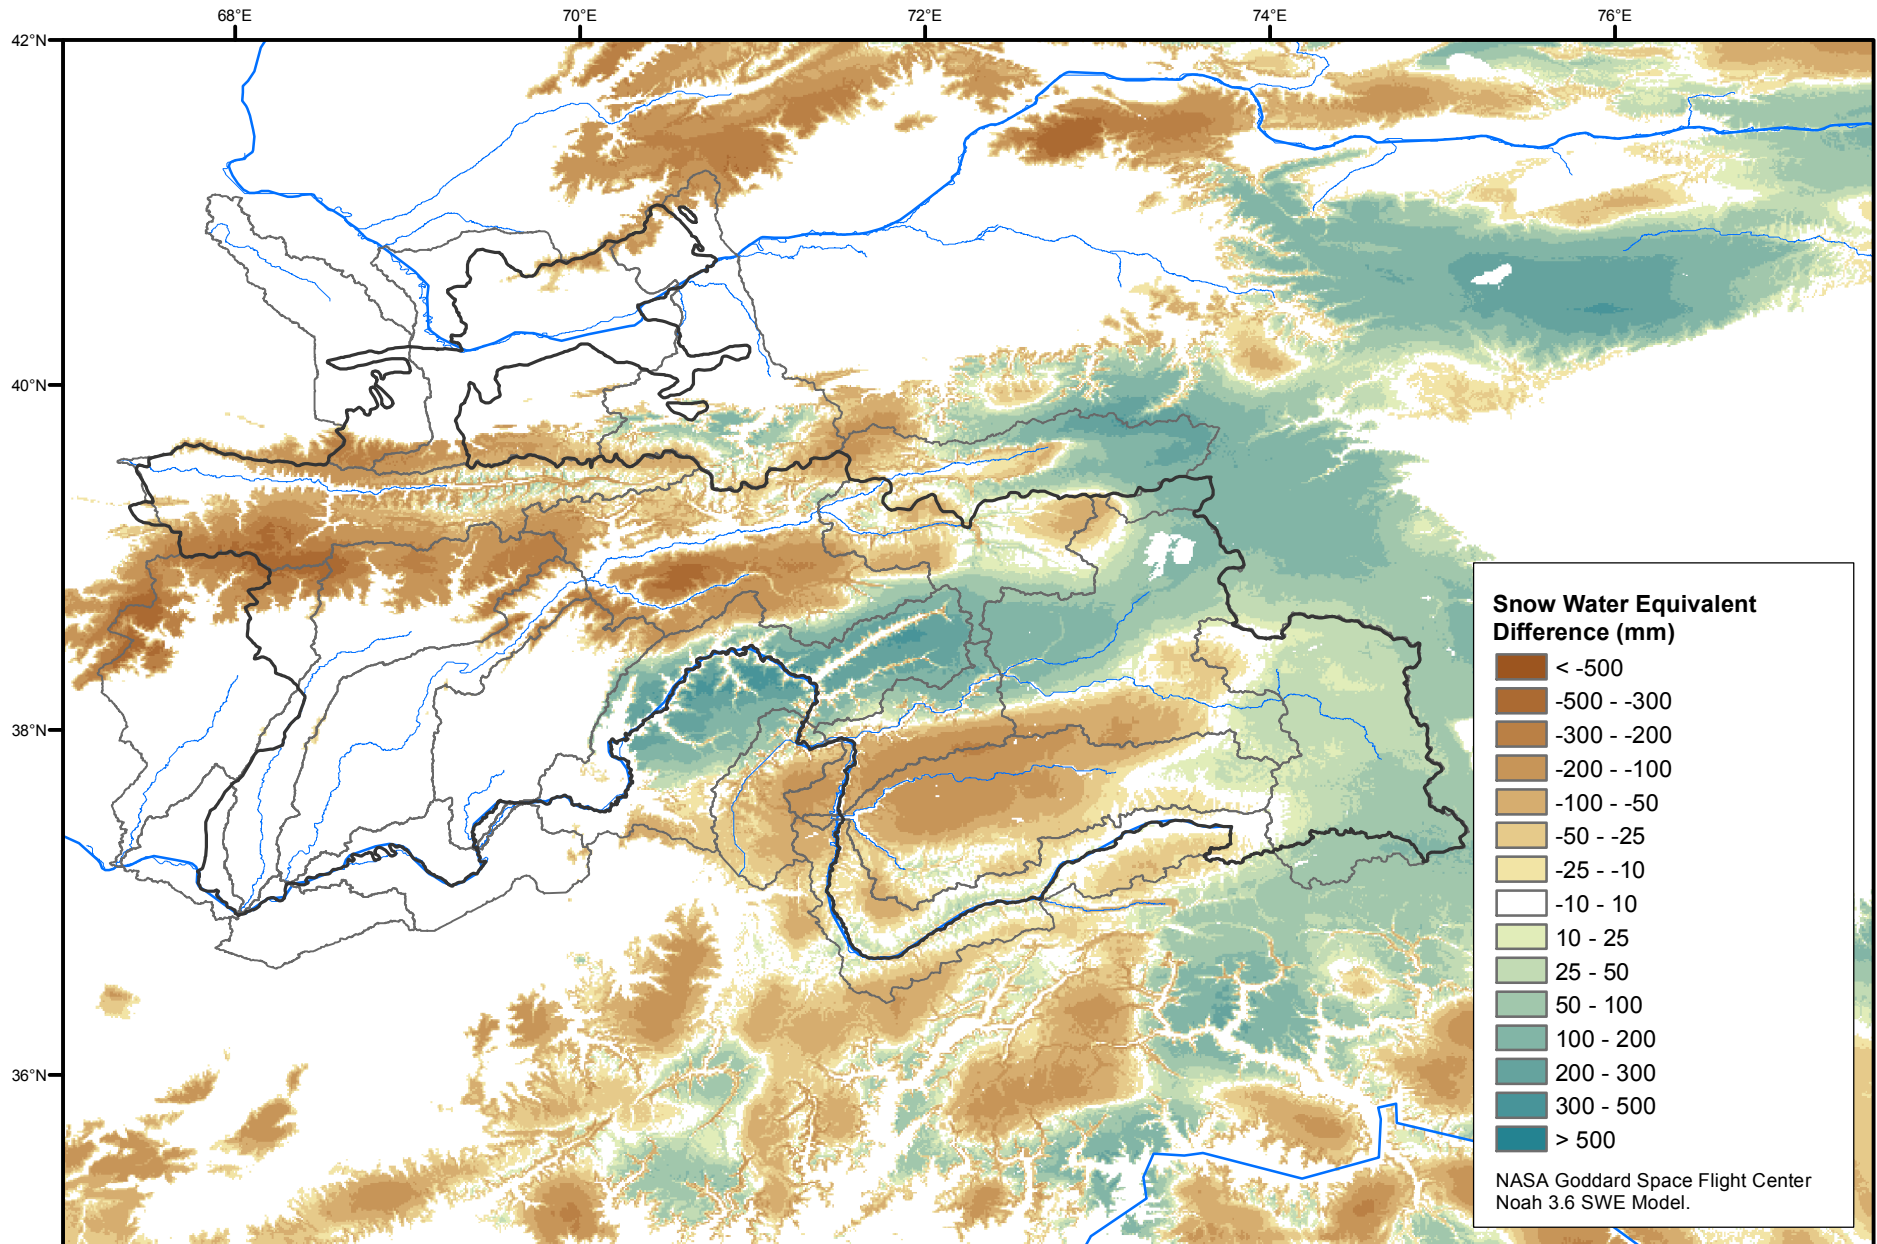 68°E 70°E 72°E 74°E 76°E
42°N
40°N
38°N
36°N
Snow Water Equivalent
Difference (mm)
< -500
-500 - -300
-300 - -200
-200 - -100
-100 - -50
-50 - -25
-25 - -10
-10 - 10
10 - 25
25 - 50
50 - 100
100 - 200
200 - 300
300 - 500
> 500
NASA Goddard Space Flight Center
Noah 3.6 SWE Model.